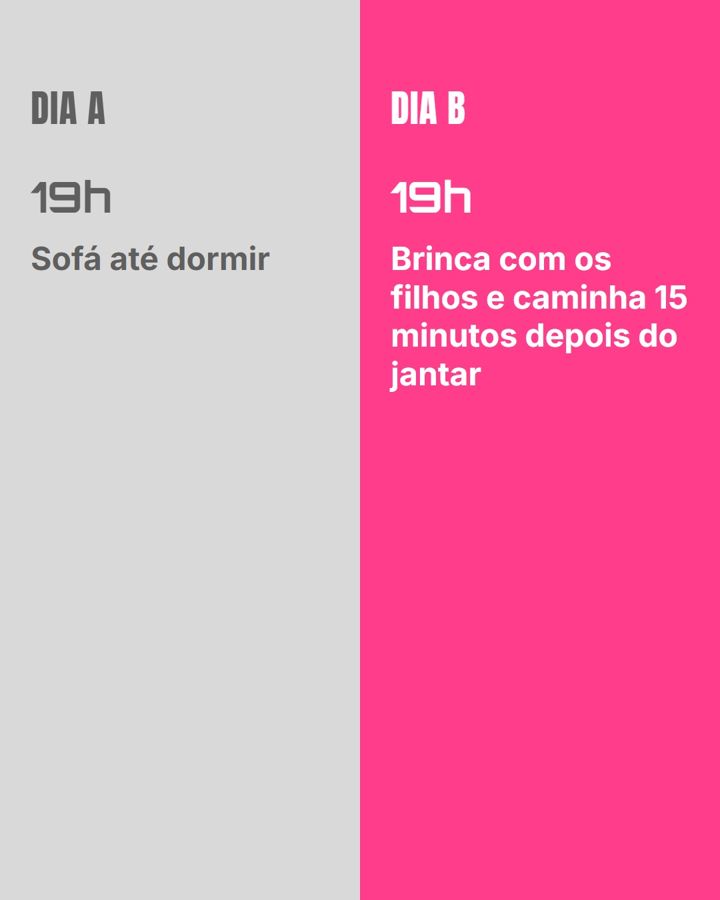 DIA A
19h
Sofá até dormir
DIA B
19h
Brinca com os
filhos e caminha 15
minutos depois do
jantar